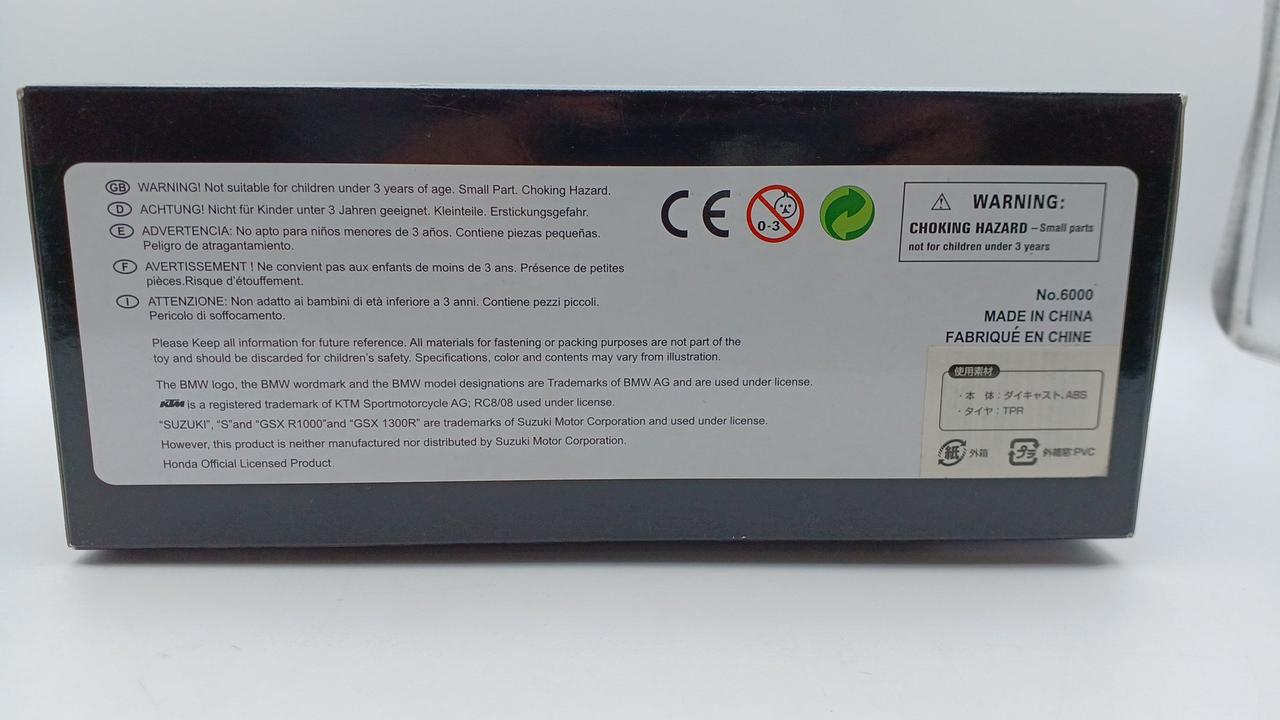 GB WARNING! Not suitable for children under 3 years of age. Small Part. Choking Hazard.
D ACHTUNG! Nicht für Kinder unter 3 Jahren geeignet. Kleinteile. Erstickungsgefahr.
E ADVERTENCIA: No apto para niños menores de 3 años. Contiene piezas pequeñas.
Peligro de atragantamiento.
F AVERTISSEMENT ! Ne convient pas aux enfants de moins de 3 ans. Présence de petites
pièces.Risque d'étouffement.
I ATTENZIONE: Non adatto ai bambini di età inferiore a 3 anni. Contiene pezzi piccoli.
Pericolo di soffocamento.
Please Keep all information for future reference. All materials for fastening or packing purposes are not part of the
toy and should be discarded for children's safety. Specifications, color and contents may vary from illustration.
The BMW logo, the BMW wordmark and the BMW model designations are Trademarks of BMW AG and are used under license.
KTM is a registered trademark of KTM Sportmotorcycle AG; RC8/08 used under license.
"SUZUKI", "S"and "GSX R1000"and "GSX 1300R" are trademarks of Suzuki Motor Corporation and used under license.
However, this product is neither manufactured nor distributed by Suzuki Motor Corporation.
Honda Official Licensed Product
CE
0-3
WARNING:
CHOKING HAZARD – Small parts
not for children under 3 years
No.6000
MADE IN CHINA
FABRIQUÉ EN CHINE
使用素材
・本 体：ダイキャスト、ABS
・タイヤ：TPR
紙 外箱
プラ 外箱窓:PVC